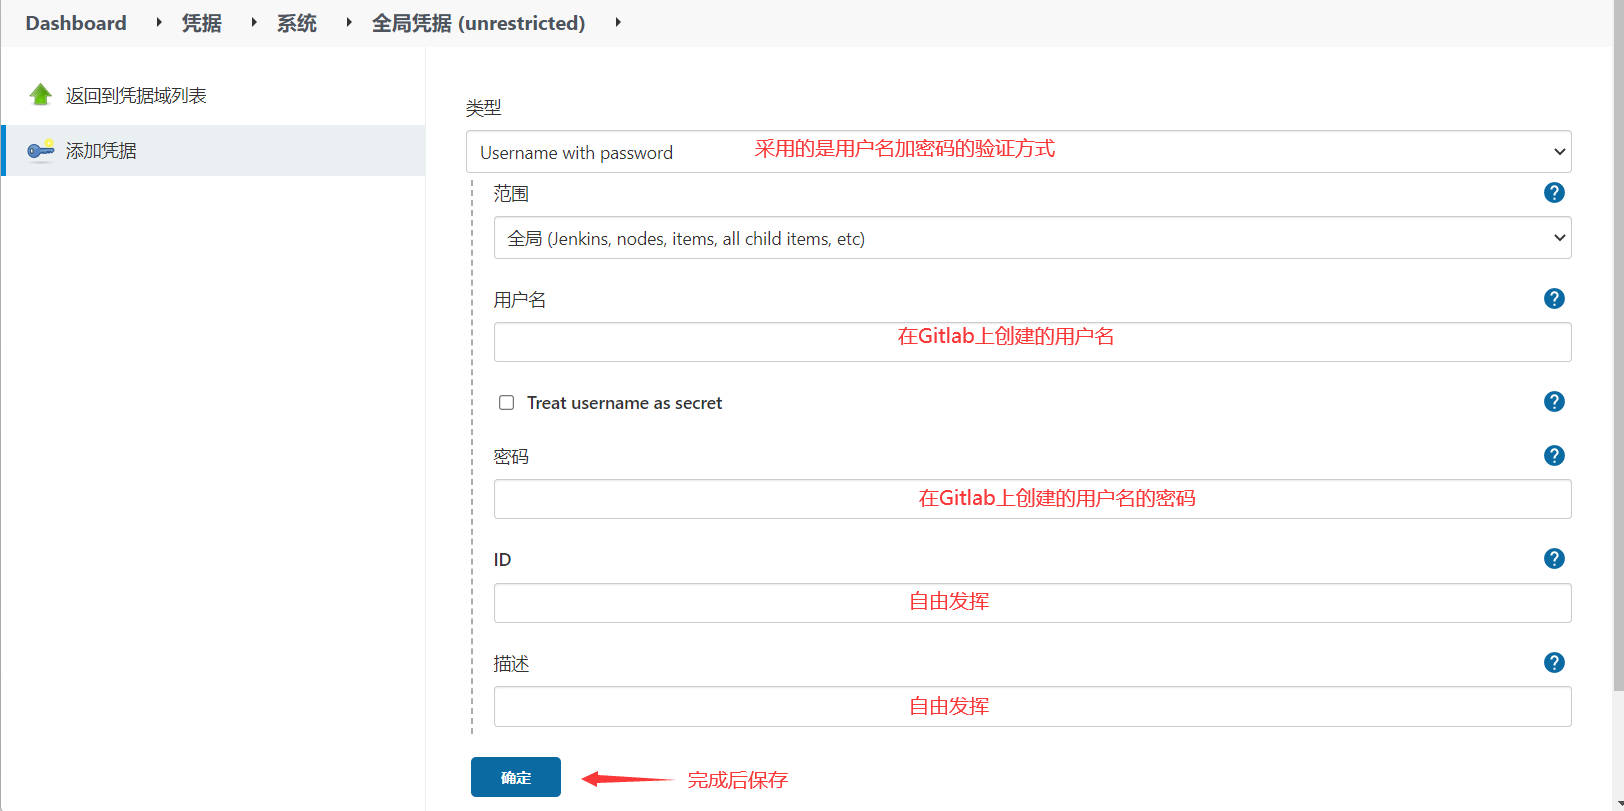 Dashboard 凭据 系统 全局凭据 (unrestricted)
返回到凭据域列表
添加凭据
类型
Username with password 采用的是用户名加密码的验证方式
范围
全局 (Jenkins, nodes, items, all child items, etc)
用户名
在Gitlab上创建的用户名
Treat username as secret
密码
在Gitlab上创建的用户名的密码
ID
自由发挥
描述
自由发挥
确定 完成后保存